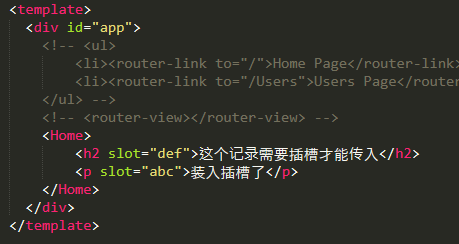 <template>
<div id="app">
<!-- <ul>
<li><router-link to="/">Home Page</router-link>
<li><router-link to="/Users">Users Page</router
</ul> -->
<!-- <router-view></router-view> -->
<Home>
<h2 slot="def">这个记录需要插槽才能传入</h2>
<p slot="abc">装入插槽了</p>
</Home>
</div>
</template>